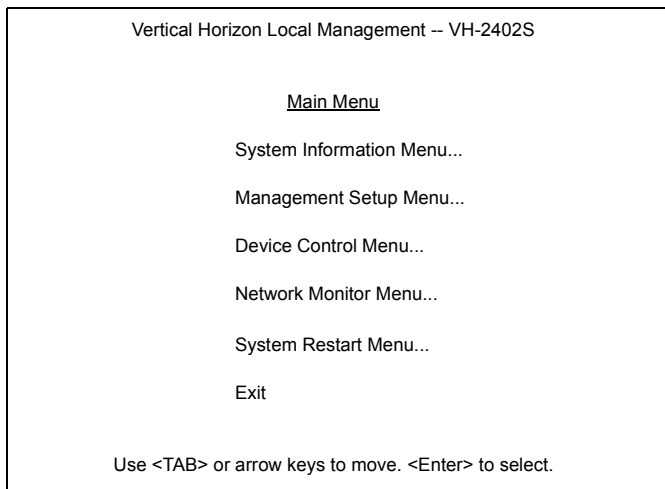 Vertical Horizon Local Management -- VH-2402S
Main Menu
System Information Menu...
Management Setup Menu...
Device Control Menu...
Network Monitor Menu...
System Restart Menu...
Exit
Use <TAB> or arrow keys to move. <Enter> to select.